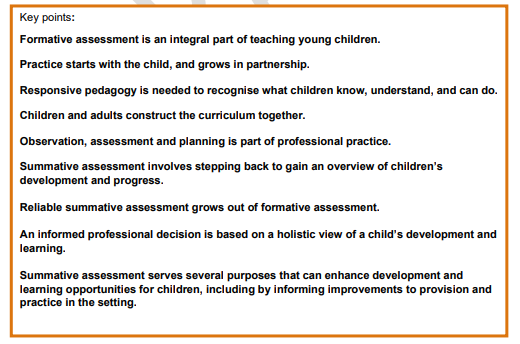 Key points:
Formative assessment is an integral part of teaching young children.
Practice starts with the child, and grows in partnership.
Responsive pedagogy is needed to recognise what children know, understand, and can do.
Children and adults construct the curriculum together.
Observation, assessment and planning is part of professional practice.
Summative assessment involves stepping back to gain an overview of children's
development and progress.
Reliable summative assessment grows out of formative assessment.
An informed professional decision is based on a holistic view of a child's development and
learning.
Summative assessment serves several purposes that can enhance development and
learning opportunities for children, including by informing improvements to provision and
practice in the setting.